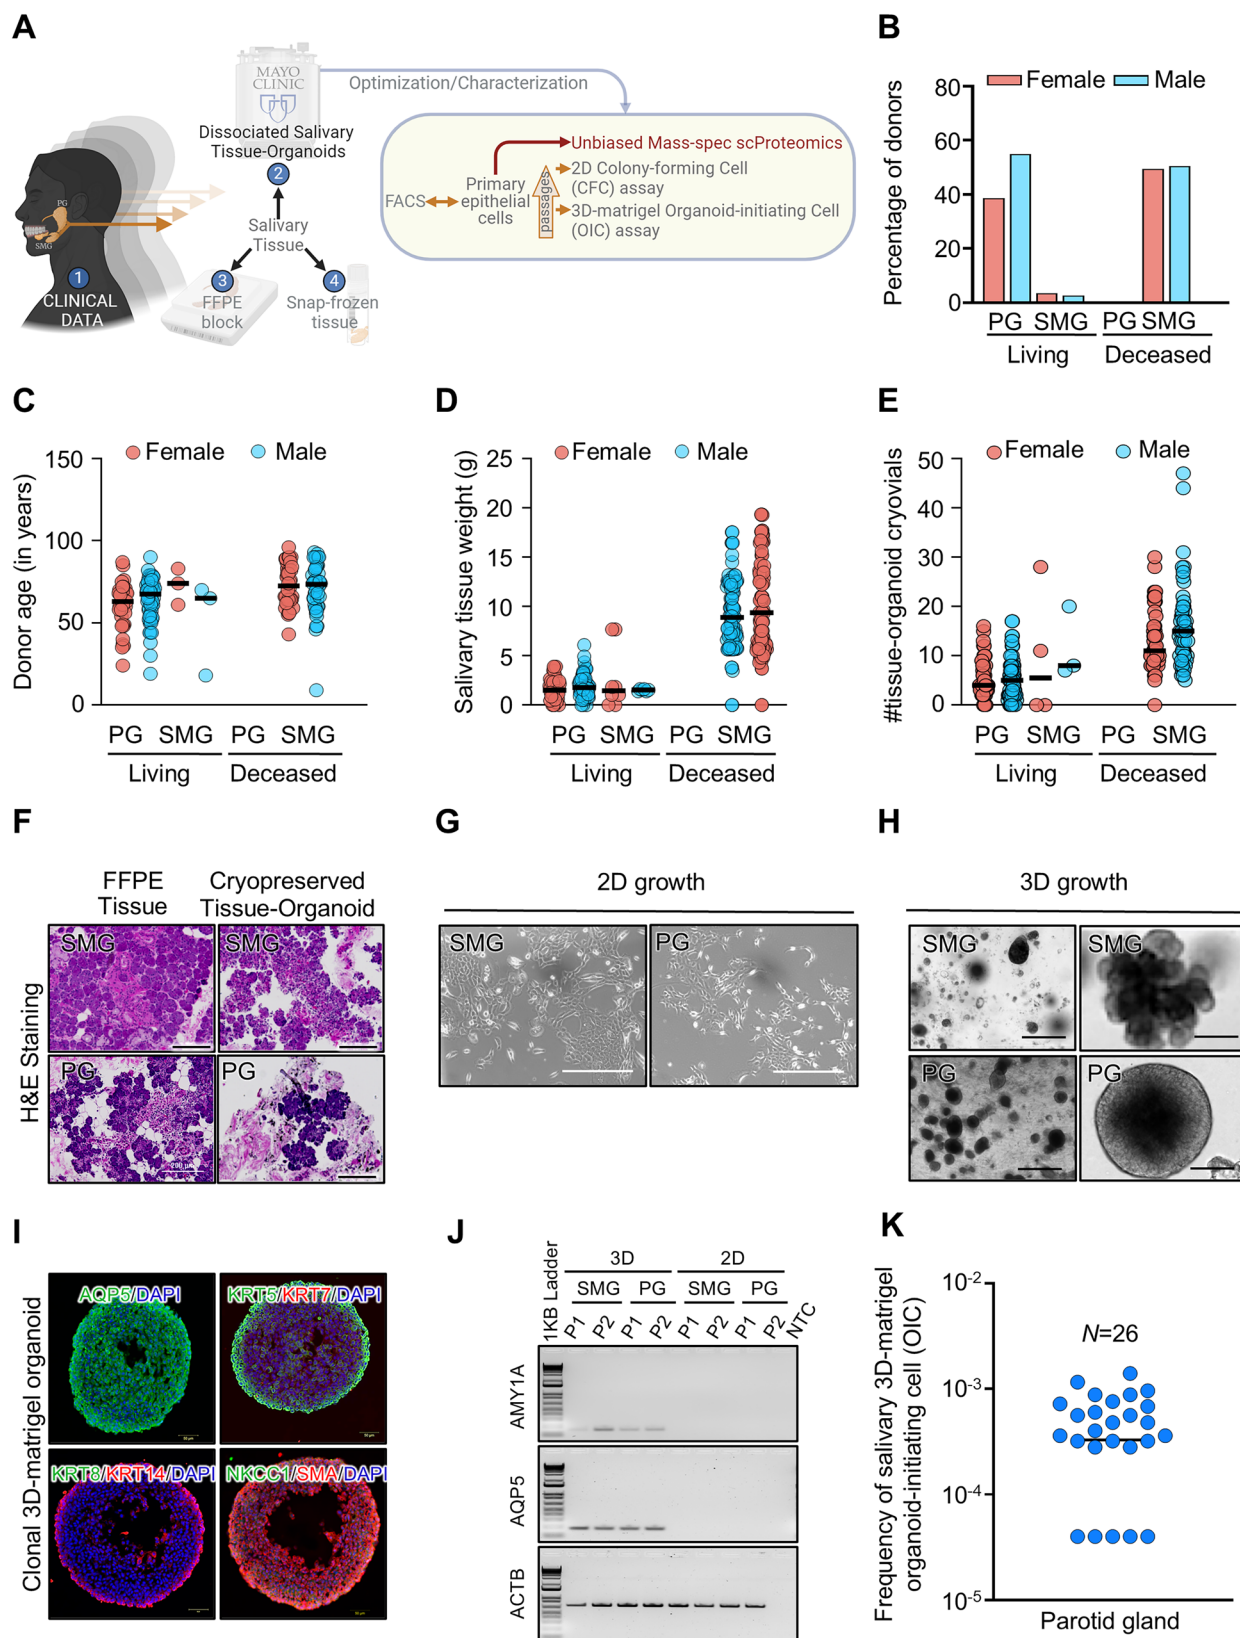 A
MAYO
CLINIC
Optimization/Characterization
Dissociated Salivary
Tissue-Organoids
2
PG
SMG
Salivary
Tissue
1
CLINICAL
DATA
3
FFPE
block
4
Snap-frozen
tissue
Unbiased Mass-spec scProteomics
FACS
Primary
epithelial
cells
passages
2D Colony-forming Cell
(CFC) assay
3D-matrigel Organoid-initiating Cell
(OIC) assay
B
Female Male
Percentage of donors
80
60
40
20
0
PG SMG PG SMG
Living Deceased
C
Female Male
Donor age (in years)
150
100
50
0
PG SMG PG SMG
Living Deceased
D
Female Male
Salivary tissue weight (g)
25
20
15
10
5
0
PG SMG PG SMG
Living Deceased
E
Female Male
#tissue-organoid cryovials
50
40
30
20
10
0
PG SMG PG SMG
Living Deceased
F
FFPE
Tissue
Cryopreserved
Tissue-Organoid
H&E Staining
SMG SMG
PG PG
200 µm
G
2D growth
SMG PG
H
3D growth
SMG SMG
PG PG
I
Clonal 3D-matrigel organoid
AQP5/DAPI
KRT5/KRT7/DAPI
KRT8/KRT14/DAPI
NKCC1/SMA/DAPI
J
1KB Ladder
3D 2D
SMG PG SMG PG
P1 P2 P1 P2 P1 P2 P1 P2 NTC
AMY1A
AQP5
ACTB
K
Frequency of salivary 3D-matrigel
organoid-initiating cell (OIC)
10-2
10-3
10-4
10-5
N=26
Parotid gland